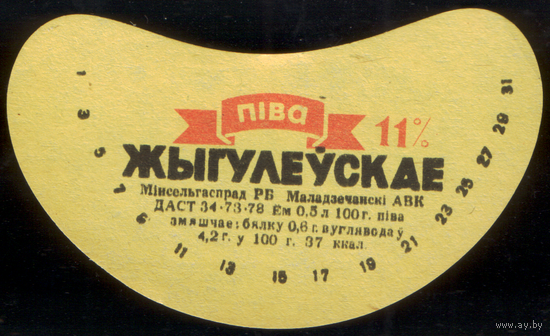 піва
11%
ЖЫГУЛЕЎСКАЕ
Мінсельгаспрад РБ Маладзечанскі АВК
ДАСТ 34·73·78 Ём 0,5 л 100 г. піва
змяшчае: бялку 0,6 г. вуглявода ў
4,2 г. у 100 г. 37 ккал.
1 3 5 7 6 11 13 15 17 19 21 23 25 27 29 31
www.ay.by